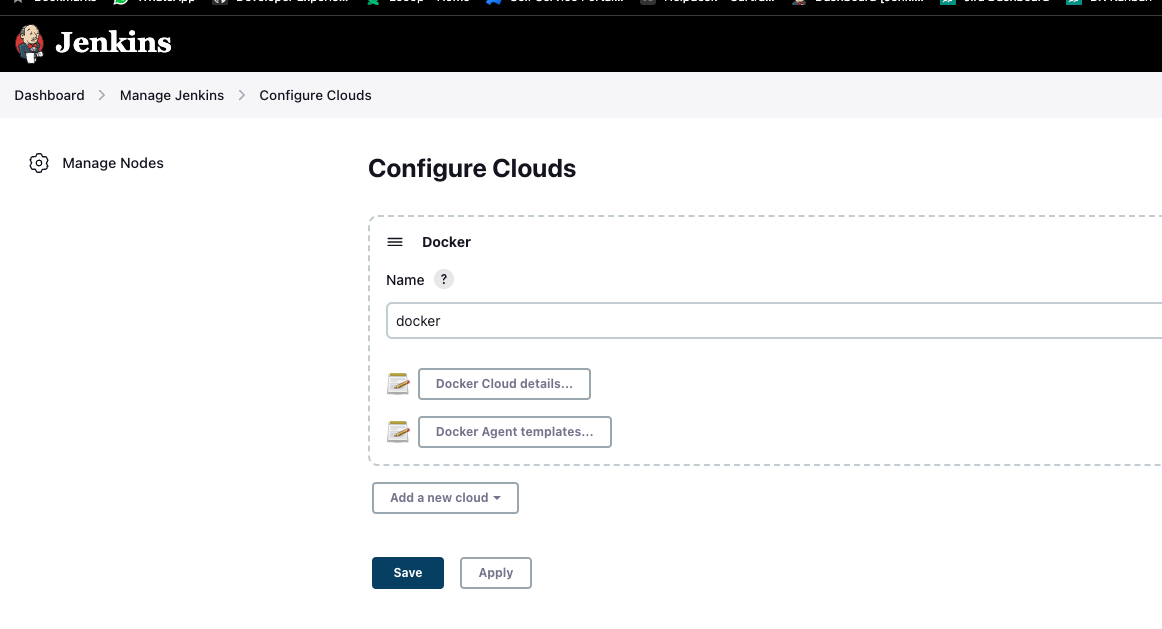 Jenkins
Dashboard > Manage Jenkins > Configure Clouds
Manage Nodes
Configure Clouds
Docker
Name ?
docker
Docker Cloud details...
Docker Agent templates...
Add a new cloud
Save Apply